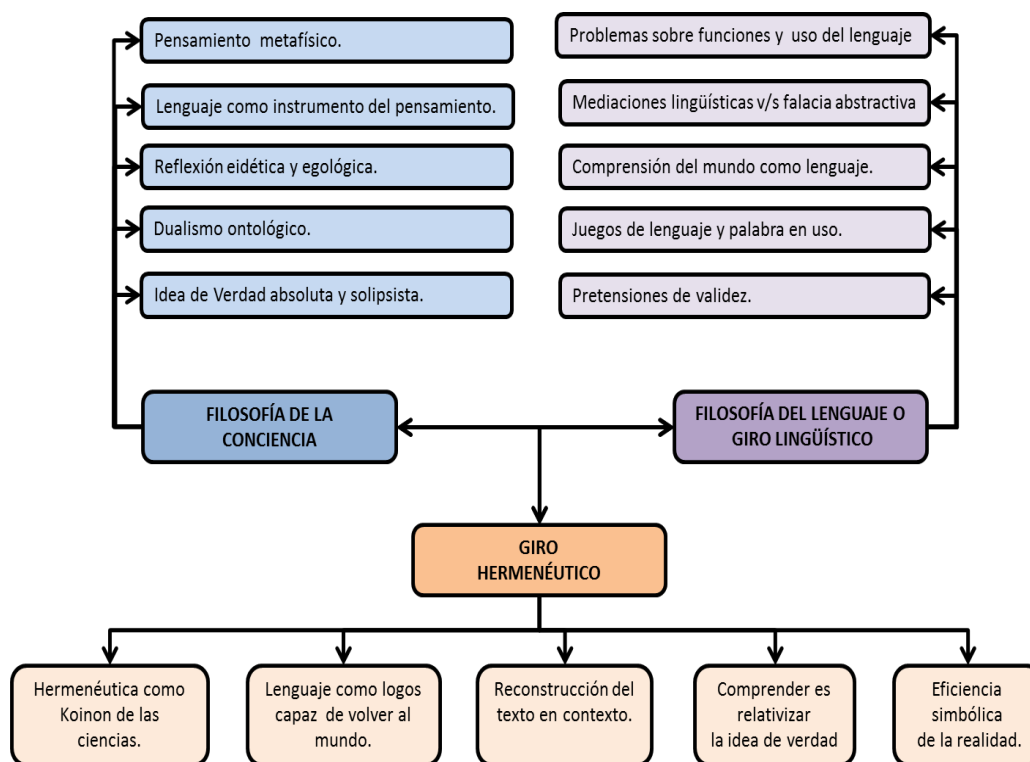 Pensamiento metafísico.
Lenguaje como instrumento del pensamiento.
Reflexión eidética y egológica.
Dualismo ontológico.
Idea de Verdad absoluta y solipsista.
Problemas sobre funciones y uso del lenguaje
Mediaciones lingüísticas v/s falacia abstractiva
Comprensión del mundo como lenguaje.
Juegos de lenguaje y palabra en uso.
Pretensiones de validez.
FILOSOFÍA DE LA
CONCIENCIA
FILOSOFÍA DEL LENGUAJE O
GIRO LINGÜÍSTICO
GIRO
HERMENÉUTICO
Hermenéutica como
Koinon de las
ciencias.
Lenguaje como logos
capaz de volver al
mundo.
Reconstrucción del
texto en contexto.
Comprender es
relativizar
la idea de verdad
Eficiencia
simbólica
de la realidad.